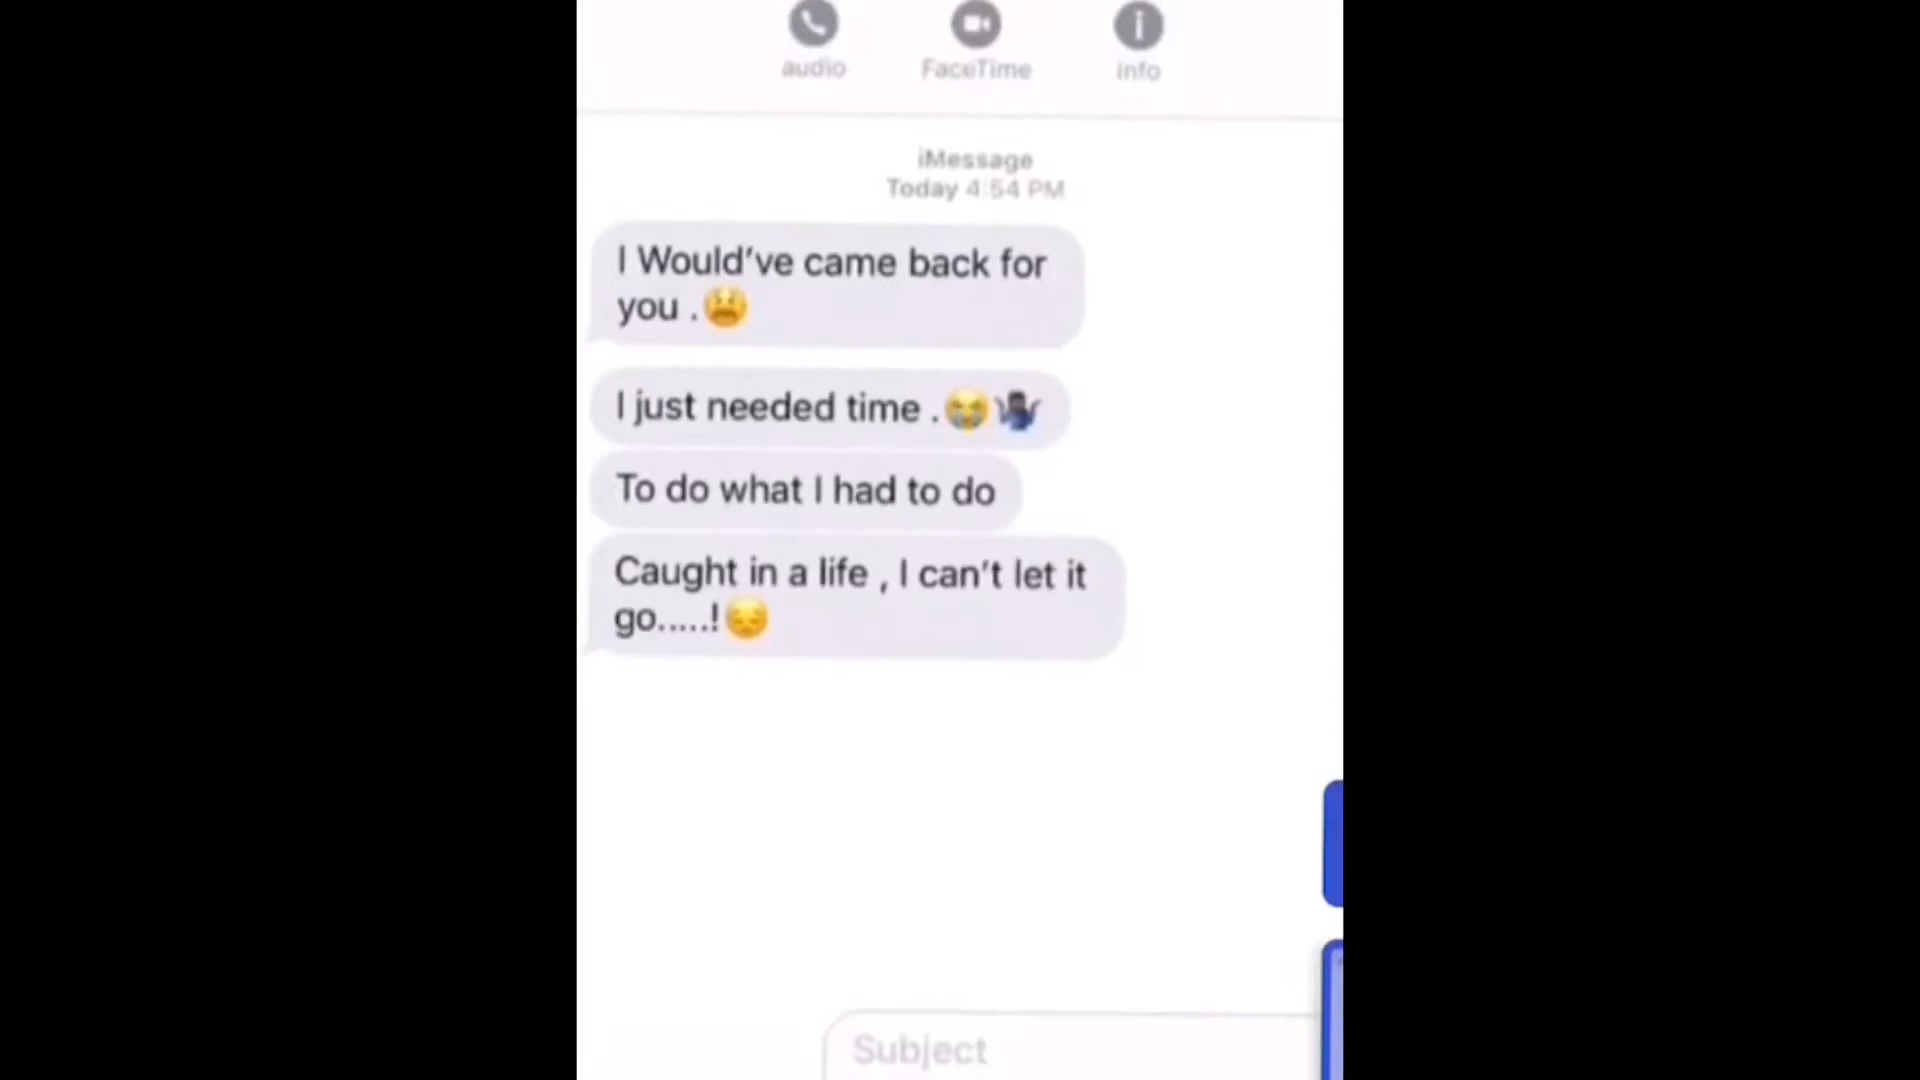 audio FaceTime info
iMessage
Today 4:54 PM
I Would’ve came back for
you .😫
I just needed time .😭🤷🏿‍♂️
To do what I had to do
Caught in a life , I can’t let it
go.....!😔
Subject